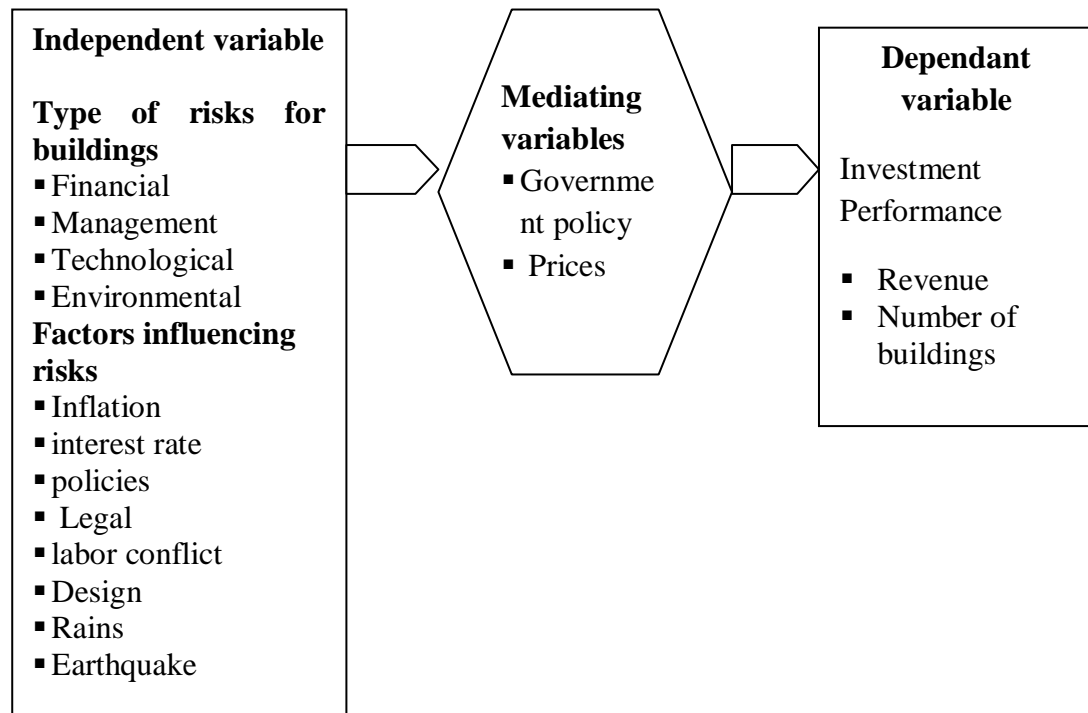 Independent variable
Type of risks for
buildings
▪ Financial
▪ Management
▪ Technological
▪ Environmental
Factors influencing
risks
▪ Inflation
▪ interest rate
▪ policies
▪ Legal
▪ labor conflict
▪ Design
▪ Rains
▪ Earthquake
Mediating
variables
▪ Governme
nt policy
▪ Prices
Dependant
variable
Investment
Performance
▪ Revenue
▪ Number of
buildings